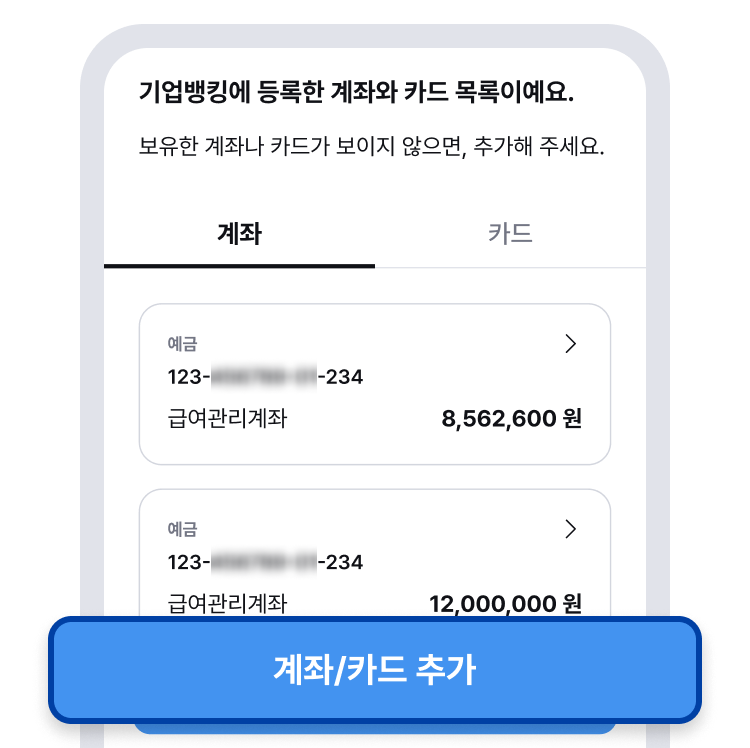 기업뱅킹에 등록한 계좌와 카드 목록이예요.
보유한 계좌나 카드가 보이지 않으면, 추가해 주세요.
계좌 카드
예금
123- -234
급여관리계좌 8,562,600 원
예금
123- -234
급여관리계좌 12,000,000 원
계좌/카드 추가